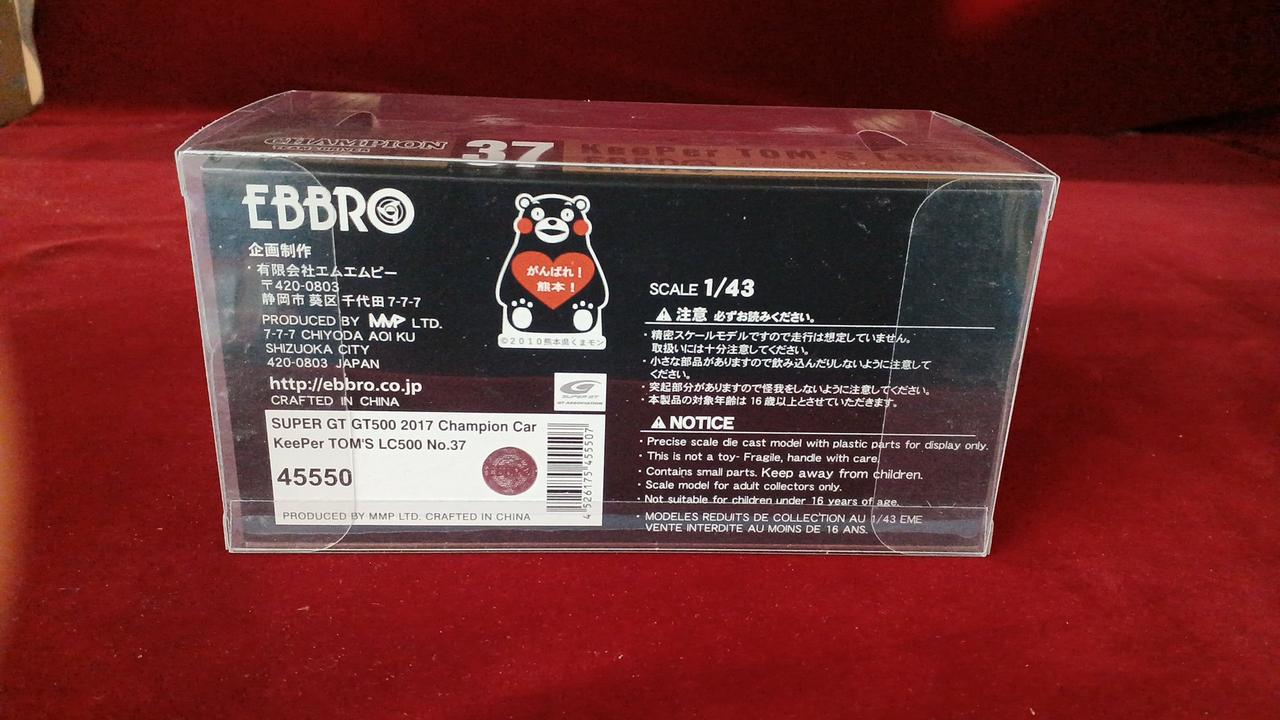 CHAMPION
TEAM&DRIVER
37
KeePer TOM'S
EBBRO
企画制作
・有限会社エムエムピー
〒420-0803
静岡市 葵区 千代田 7-7-7
PRODUCED BY MMP LTD.
7-7-7 CHIYODA AOI KU
SHIZUOKA CITY
420-0803 JAPAN
http://ebbro.co.jp
CRAFTED IN CHINA
がんばれ!
熊本!
©2010熊本県くまモン
SUPER GT
GT ASSOCIATION
SUPER GT GT500 2017 Champion Car
KeePer TOM'S LC500 No.37
45550
4 526175 455507
PRODUCED BY MMP LTD. CRAFTED IN CHINA
SCALE 1/43
⚠ 注意 必ずお読みください。
・精密スケールモデルですので走行は想定していません。
取扱いには十分注意してください。
・小さな部品がありますので飲み込んだりしないように注意して
ください。
・突起部分がありますので怪我をしないように注意してください。
・本製品の対象年齢は 16 歳以上とさせていただきます。
⚠ NOTICE
・Precise scale die cast model with plastic parts for display only.
・This is not a toy- Fragile, handle with care.
・Contains small parts. Keep away from children.
・Scale model for adult collectors only.
・Not suitable for children under 16 years of age.
・MODELES REDUITS DE COLLECTION AU 1/43 EME
VENTE INTERDITE AU MOINS DE 16 ANS.